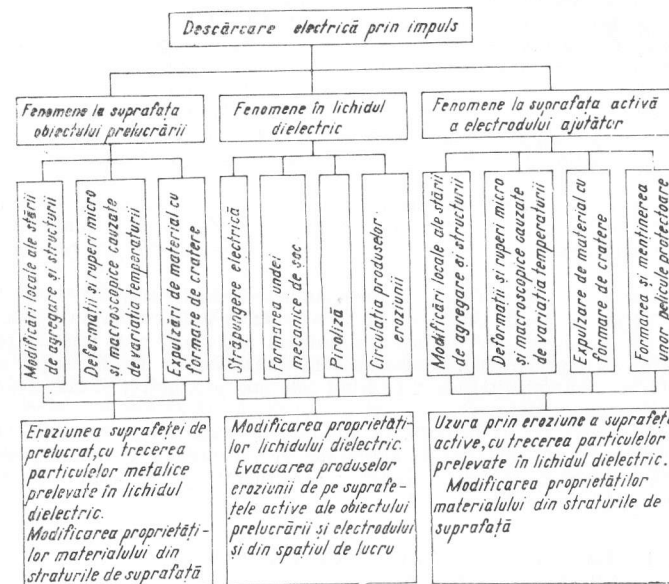 Descărcare electrică prin impuls
Fenomene la suprafața
obiectului prelucrării
Fenomene în lichidul
dielectric
Fenomene la suprafața activă
a electrodului ajutător
Modificări locale ale stării
de agregare și structurii
Deformații și ruperi micro
și macroscopice cauzate
de variația temperaturii
Expulzări de material cu
formare de cratere
Străpungere electrică
Formarea undei
mecanice de șoc
Piroliză
Circulația produselor
eroziunii
Modificări locale ale stării
de agregare și structurii
Deformații și ruperi micro
și macroscopice cauzate
de variația temperaturii
Expulzare de material cu
formare de cratere
Formarea și menținerea
unor pelicule protectoare
Eroziunea suprafeței de
prelucrat, cu trecerea
particulelor metalice
prelevate în lichidul
dielectric.
Modificarea proprietăți-
lor materialului din
straturile de suprafață
Modificarea proprietăți-
lor lichidului dielectric.
Evacuarea produselor
eroziunii de pe suprafe-
țele active ale obiectului
prelucrării și electrodului
și din spațiul de lucru
Uzura prin eroziune a suprafeț
active, cu trecerea particulelor
prelevate în lichidul dielectric.
Modificarea proprietăților
materialului din straturile de
suprafață